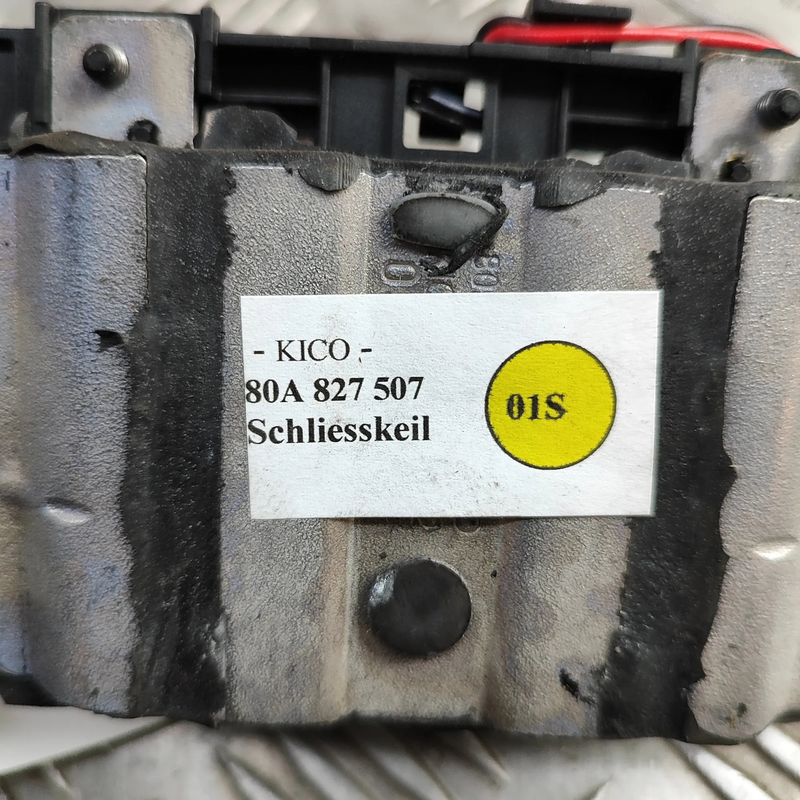 - KICO -
80A 827 507
Schliesskeil
01S